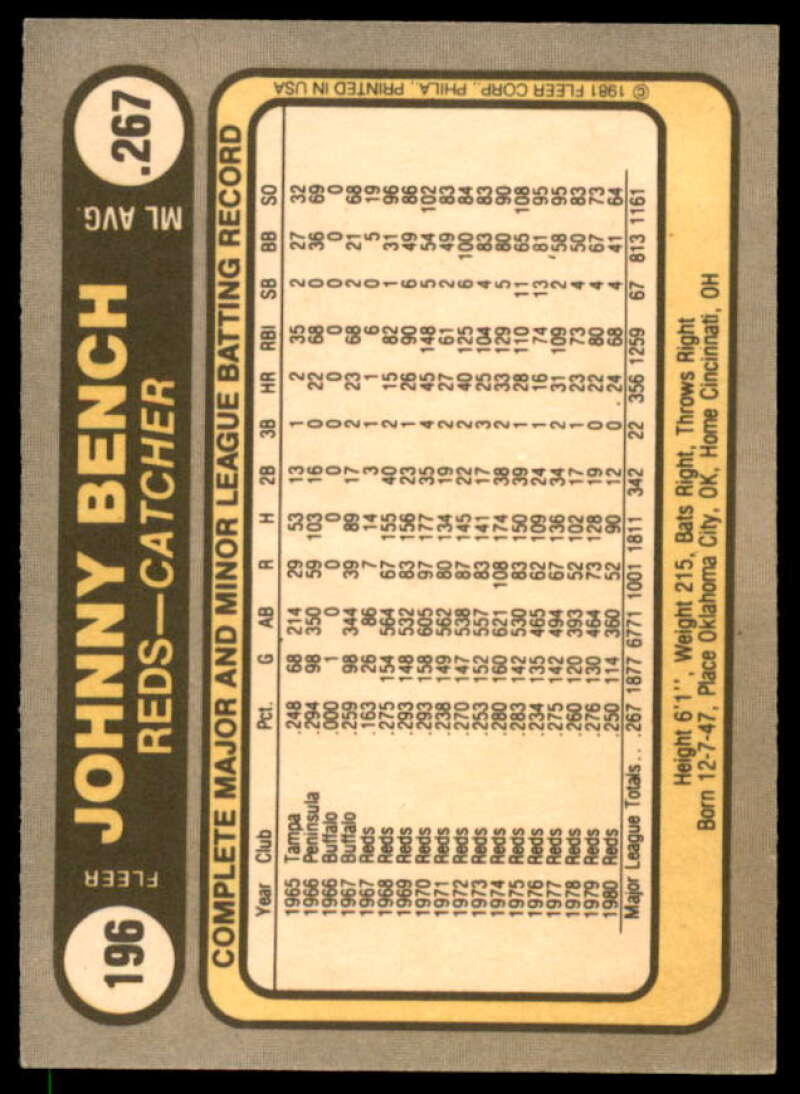 196
FLEER
JOHNNY BENCH
REDS—CATCHER
ML AVG.
.267
COMPLETE MAJOR AND MINOR LEAGUE BATTING RECORD
Year Club Pct. G AB R H 2B 3B HR RBI SB BB SO
1965 Tampa .248 68 214 29 53 13 1 2 35 2 27 32
1966 Peninsula .294 98 350 59 103 16 0 22 68 0 36 69
1966 Buffalo .000 1 0 0 0 0 0 0 0 0 0 0
1967 Buffalo .259 98 344 39 89 17 2 23 68 2 21 68
1967 Reds .163 26 86 7 14 3 1 1 6 0 5 19
1968 Reds .275 154 564 67 155 40 2 15 82 1 31 96
1969 Reds .293 148 532 83 156 23 1 26 90 6 49 86
1970 Reds .293 158 605 97 177 35 4 45 148 5 54 102
1971 Reds .238 149 562 80 134 19 2 27 61 2 49 83
1972 Reds .270 147 538 87 145 22 2 40 125 6 100 84
1973 Reds .253 152 557 83 141 17 3 25 104 4 83 83
1974 Reds .280 160 621 108 174 38 2 33 129 5 80 90
1975 Reds .283 142 530 83 150 39 1 28 110 11 65 108
1976 Reds .234 135 465 62 109 24 1 16 74 13 81 95
1977 Reds .275 142 494 67 136 34 2 31 109 2 58 95
1978 Reds .260 120 393 52 102 17 1 23 73 4 50 83
1979 Reds .276 130 464 73 128 19 0 22 80 4 67 73
1980 Reds .250 114 360 52 90 12 0 24 68 4 41 64
Major League Totals. . .267 1877 6771 1001 1811 342 22 356 1259 67 813 1161
Height 6'1'', Weight 215, Bats Right, Throws Right
Born 12-7-47, Place Oklahoma City, OK, Home Cincinnati, OH
© 1981 FLEER CORP., PHILA., PRINTED IN USA